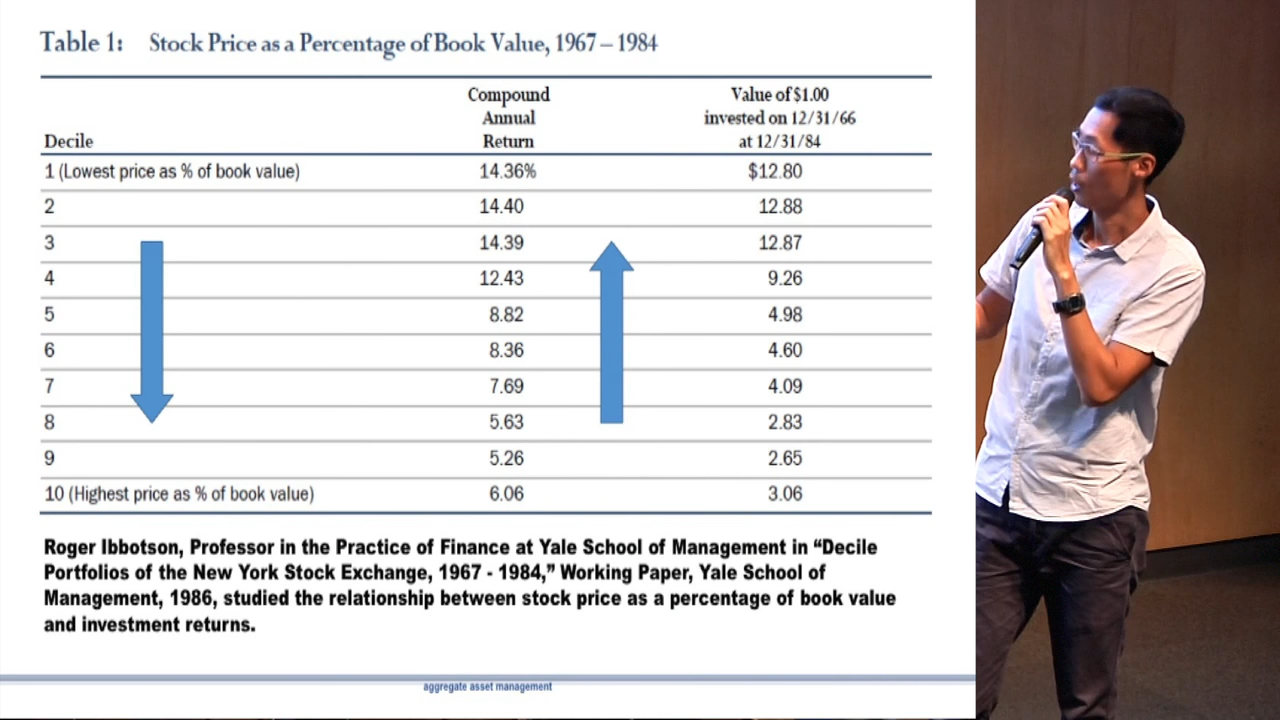 Table 1: Stock Price as a Percentage of Book Value, 1967 – 1984
Decile Compound Annual Return Value of $1.00 invested on 12/31/66 at 12/31/84
1 (Lowest price as % of book value) 14.36% $12.80
2 14.40 12.88
3 14.39 12.87
4 12.43 9.26
5 8.82 4.98
6 8.36 4.60
7 7.69 4.09
8 5.63 2.83
9 5.26 2.65
10 (Highest price as % of book value) 6.06 3.06
Roger Ibbotson, Professor in the Practice of Finance at Yale School of Management in “Decile
Portfolios of the New York Stock Exchange, 1967 - 1984,” Working Paper, Yale School of
Management, 1986, studied the relationship between stock price as a percentage of book value
and investment returns.
aggregate asset management